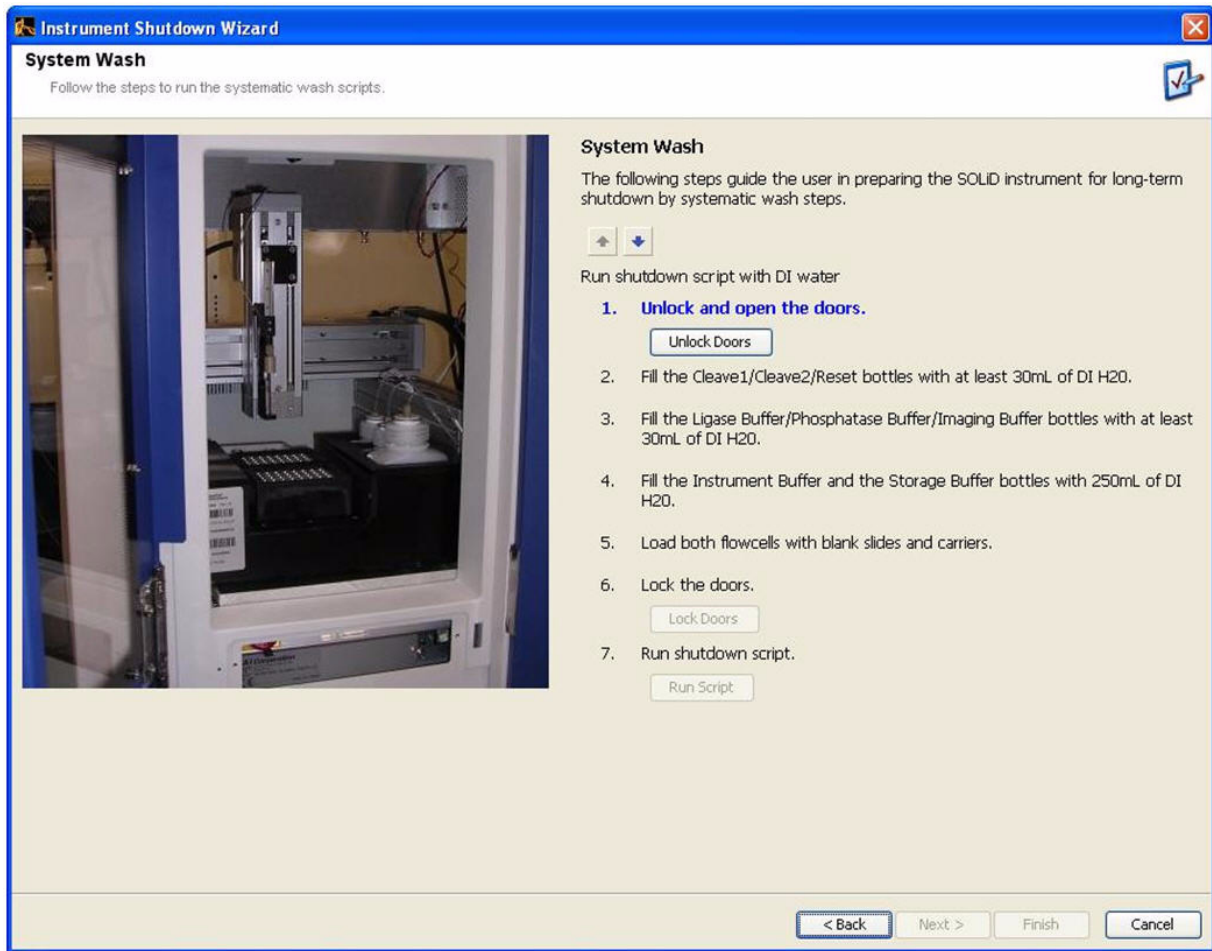 Instrument Shutdown Wizard
System Wash
Follow the steps to run the systematic wash scripts.
System Wash
The following steps guide the user in preparing the SOLiD instrument for long-term
shutdown by systematic wash steps.
Run shutdown script with DI water
1. Unlock and open the doors.
Unlock Doors
2. Fill the Cleave1/Cleave2/Reset bottles with at least 30mL of DI H20.
3. Fill the Ligase Buffer/Phosphatase Buffer/Imaging Buffer bottles with at least
30mL of DI H20.
4. Fill the Instrument Buffer and the Storage Buffer bottles with 250mL of DI
H20.
5. Load both flowcells with blank slides and carriers.
6. Lock the doors.
Lock Doors
7. Run shutdown script.
Run Script
< Back Next > Finish Cancel